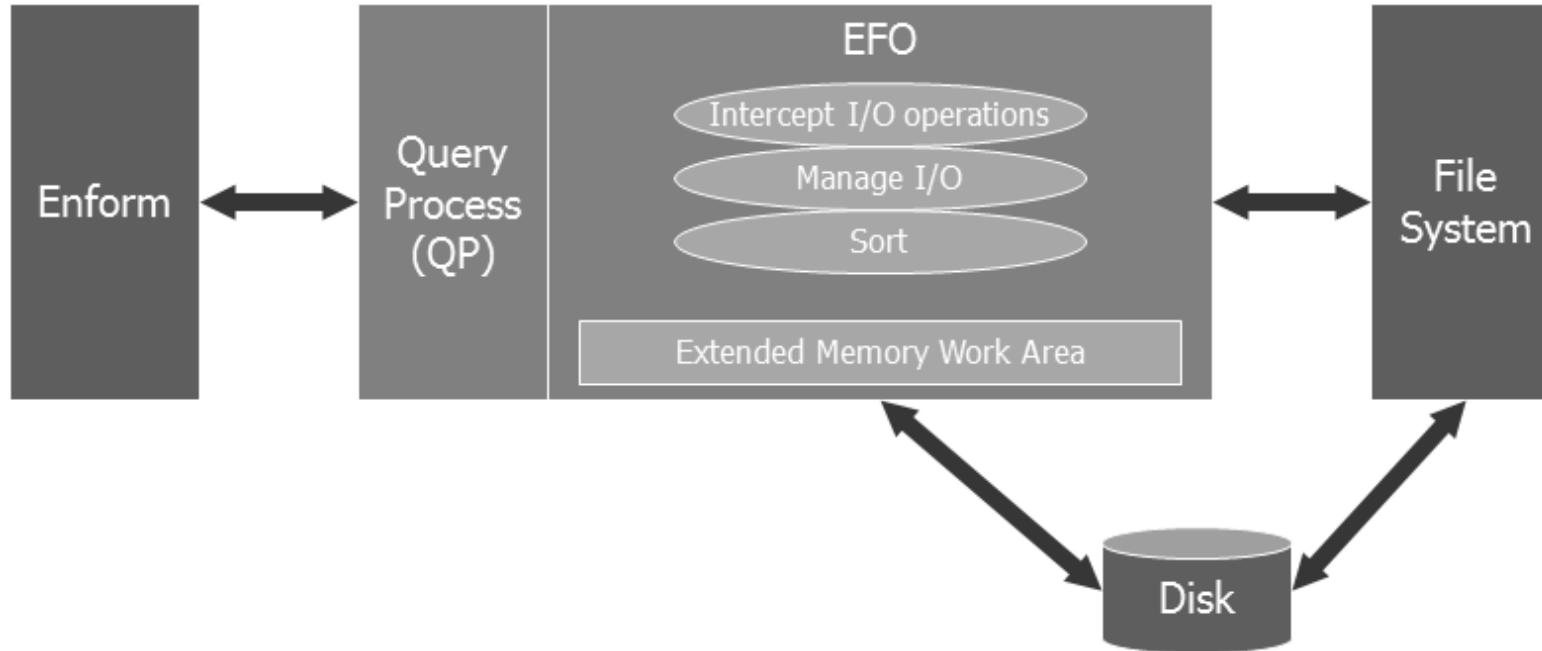 Enform
Query
Process
(QP)
EFO
Intercept I/O operations
Manage I/O
Sort
Extended Memory Work Area
File
System
Disk